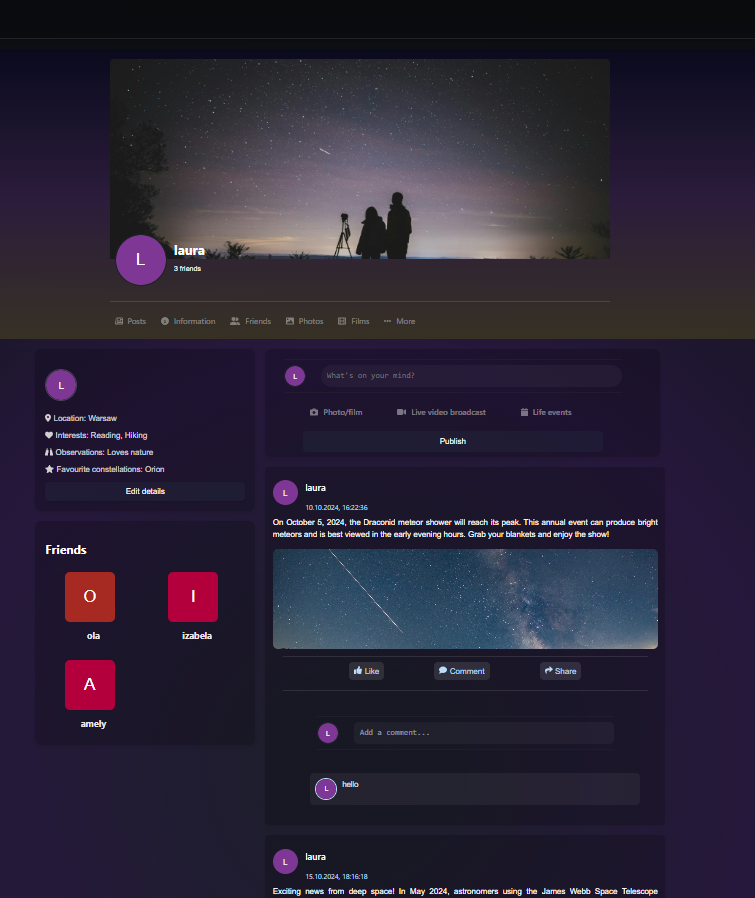 L
laura
3 friends
Posts Information Friends Photos Films More
L
Location: Warsaw
Interests: Reading, Hiking
Observations: Loves nature
Favourite constellations: Orion
Edit details
Friends
O I
ola izabela
A
amely
L What's on your mind?
Photo/film Live video broadcast Life events
Publish
L laura
10.10.2024, 16:22:36
On October 5, 2024, the Draconid meteor shower will reach its peak. This annual event can produce bright
meteors and is best viewed in the early evening hours. Grab your blankets and enjoy the show!
Like Comment Share
L Add a comment...
L hello
L laura
15.10.2024, 18:16:18
Exciting news from deep space! In May 2024, astronomers using the James Webb Space Telescope